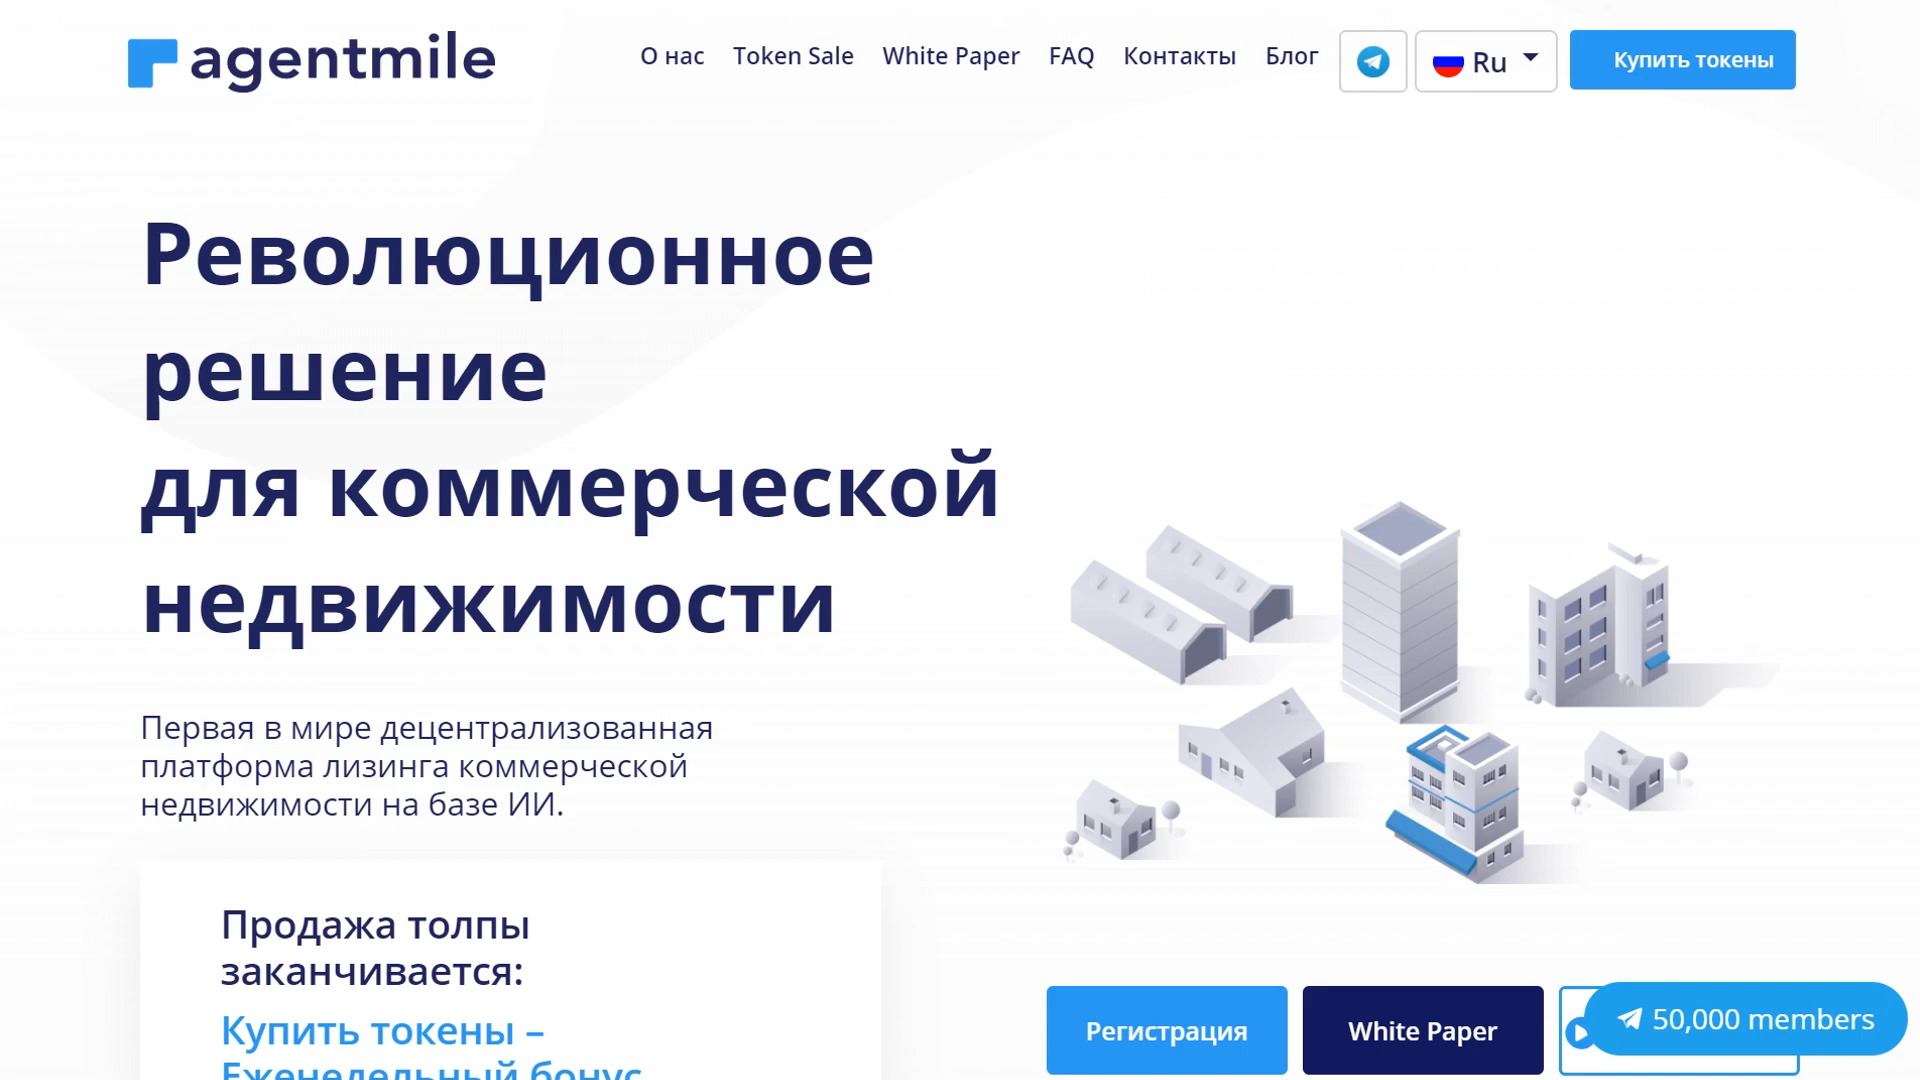 agentmile
О нас Token Sale White Paper FAQ Контакты Блог Ru Купить токены
Революционное
решение
для коммерческой
недвижимости
Первая в мире децентрализованная
платформа лизинга коммерческой
недвижимости на базе ИИ.
Продажа толпы
заканчивается:
Купить токены –
Еженедельный бонус
Регистрация
White Paper
50,000 members